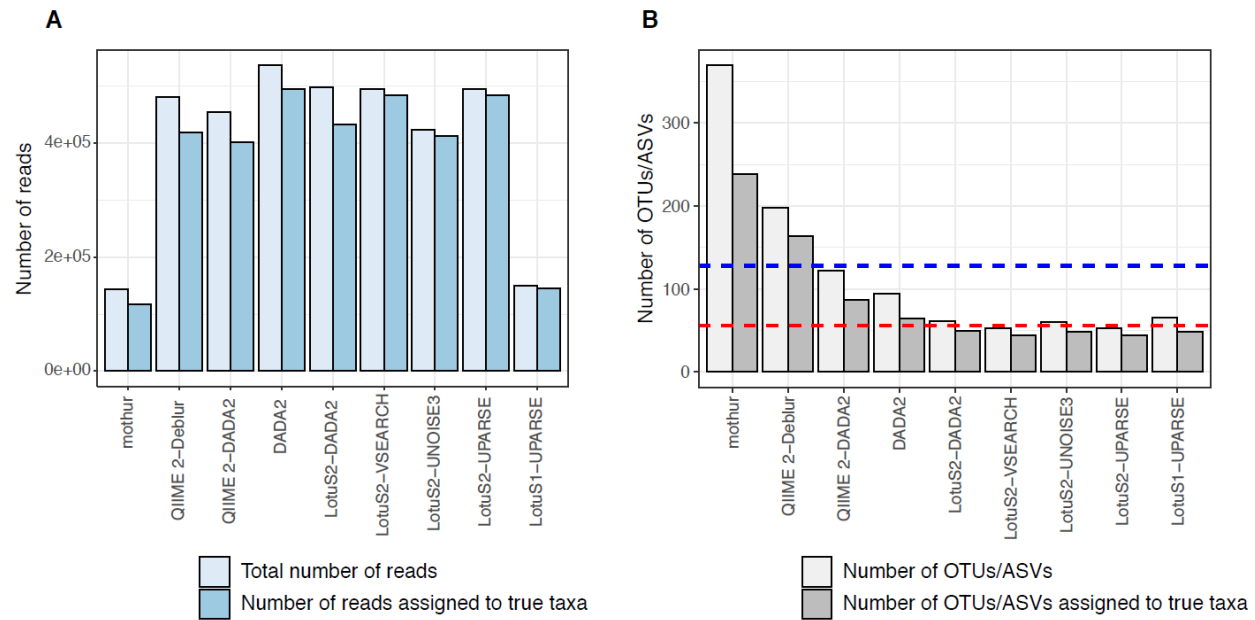 A
Number of reads
4e+05
2e+05
0e+00
mothur
QIIME 2−Deblur
QIIME 2−DADA2
DADA2
LotuS2−DADA2
LotuS2−VSEARCH
LotuS2−UNOISE3
LotuS2−UPARSE
LotuS1−UPARSE
Total number of reads
Number of reads assigned to true taxa
B
Number of OTUs/ASVs
300
200
100
0
mothur
QIIME 2−Deblur
QIIME 2−DADA2
DADA2
LotuS2−DADA2
LotuS2−VSEARCH
LotuS2−UNOISE3
LotuS2−UPARSE
LotuS1−UPARSE
Number of OTUs/ASVs
Number of OTUs/ASVs assigned to true taxa